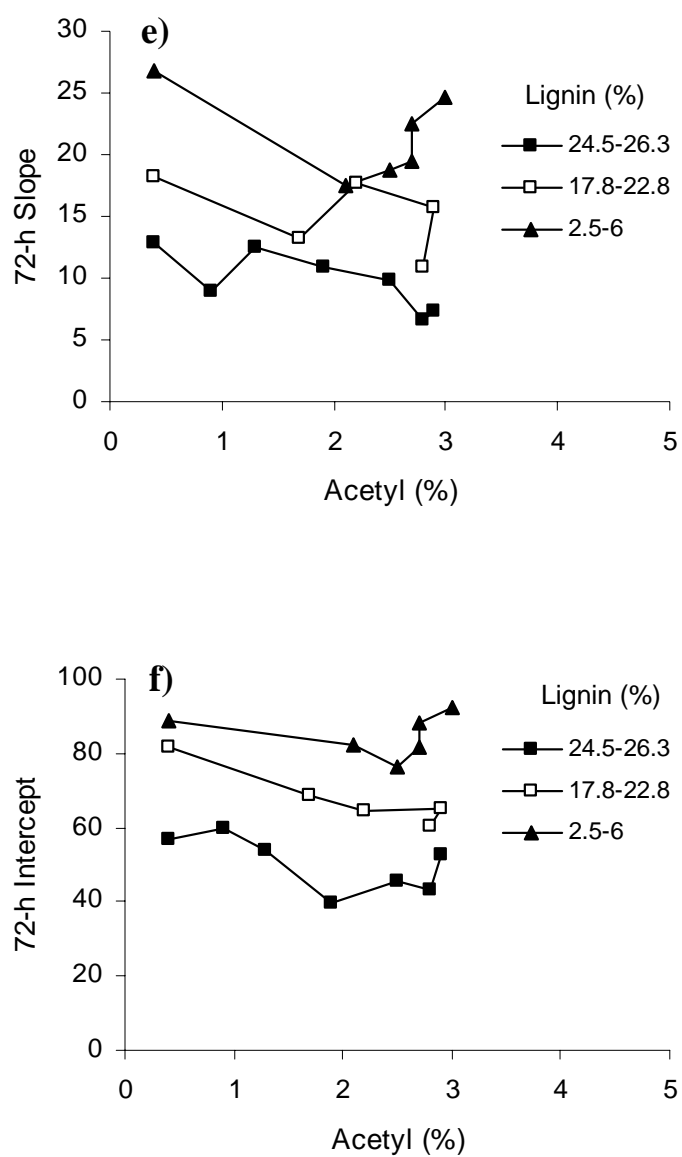 e)
30
25
20
15
10
5
0
72-h Slope
0 1 2 3 4 5
Acetyl (%)
Lignin (%)
24.5-26.3
17.8-22.8
2.5-6
f)
100
80
60
40
20
0
72-h Intercept
0 1 2 3 4 5
Acetyl (%)
Lignin (%)
24.5-26.3
17.8-22.8
2.5-6